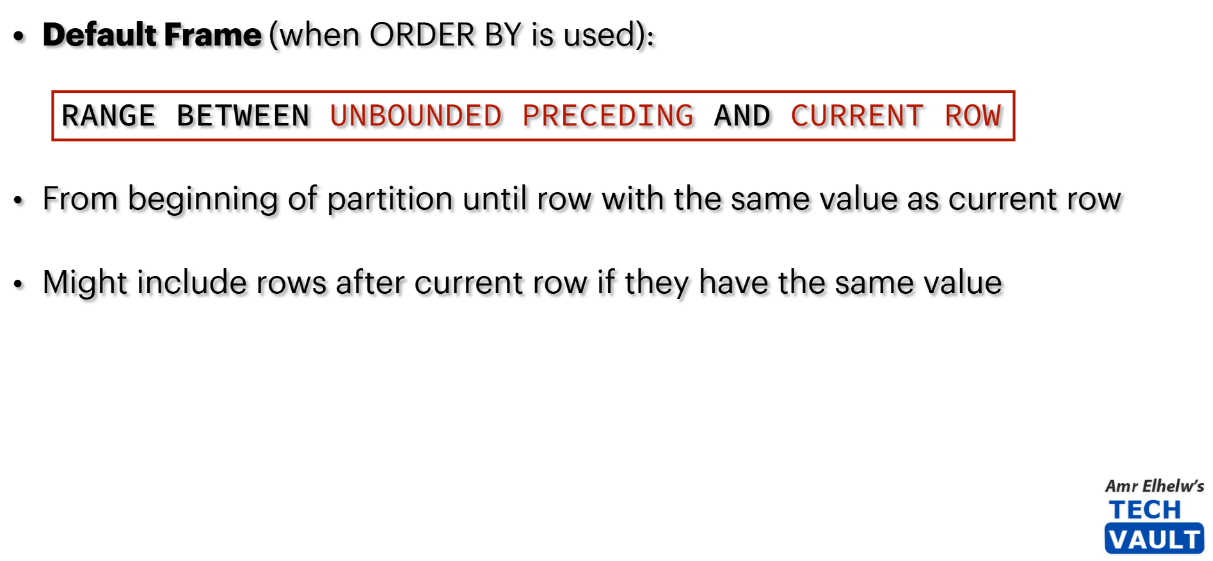 • Default Frame (when ORDER BY is used):
RANGE BETWEEN UNBOUNDED PRECEDING AND CURRENT ROW
• From beginning of partition until row with the same value as current row
• Might include rows after current row if they have the same value
Amr Elhelw's
TECH
VAULT